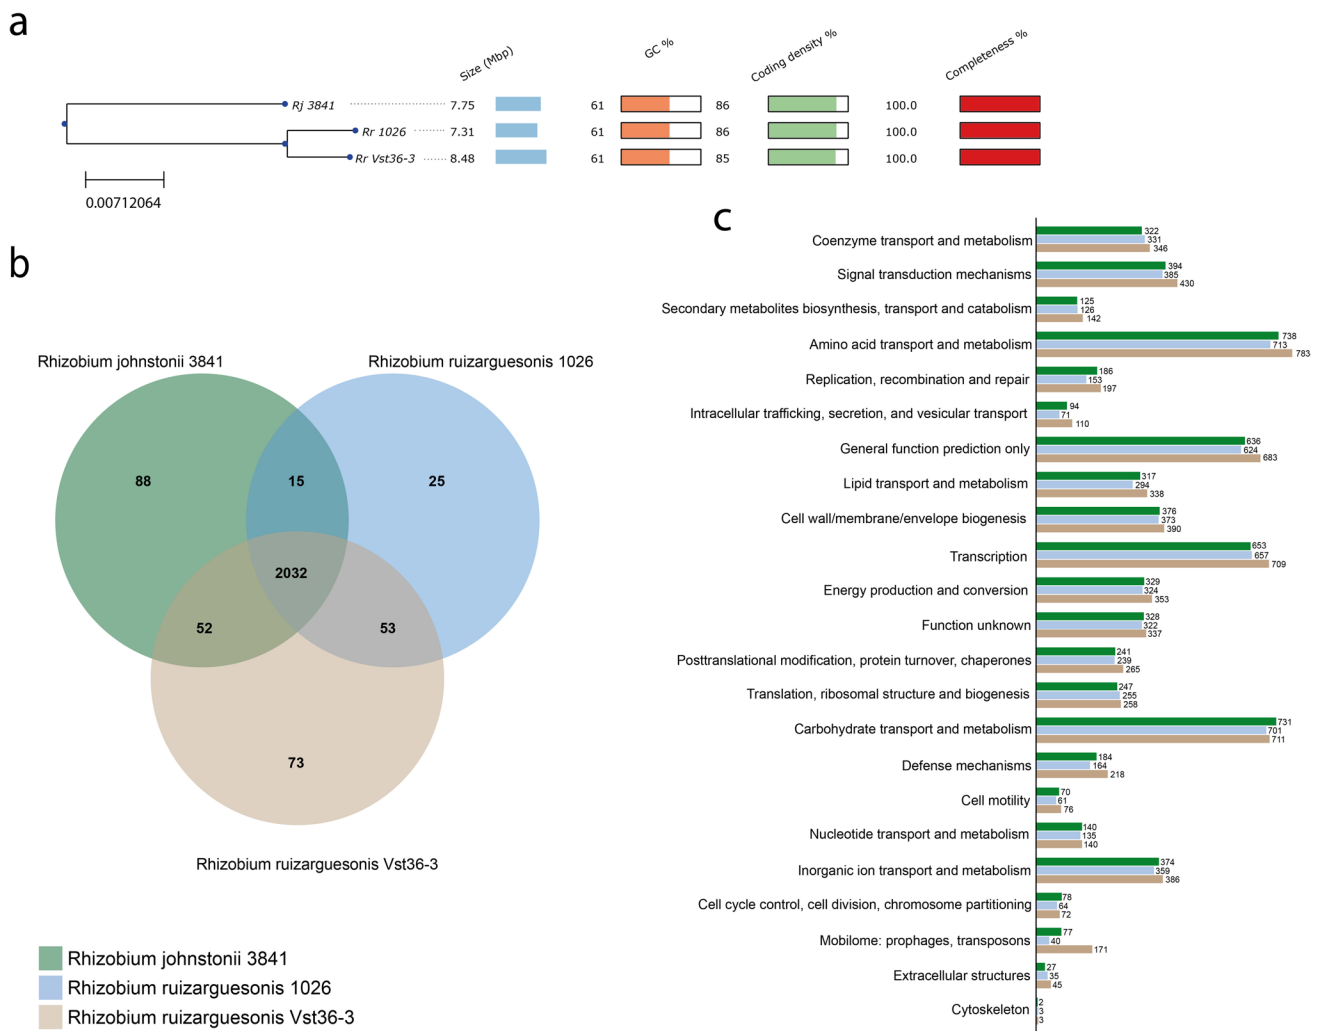 a
Size (Mbp)
GC %
Coding density %
Completeness %
Rj 3841 7.75 61 86 100.0
Rr 1026 7.31 61 86 100.0
Rr Vst36-3 8.48 61 85 100.0
0.00712064
b
Rhizobium johnstonii 3841
Rhizobium ruizarguesonis 1026
88
15
25
2032
52
53
73
Rhizobium ruizarguesonis Vst36-3
Rhizobium johnstonii 3841
Rhizobium ruizarguesonis 1026
Rhizobium ruizarguesonis Vst36-3
c
Coenzyme transport and metabolism
322
331
346
Signal transduction mechanisms
394
385
430
Secondary metabolites biosynthesis, transport and catabolism
125
126
142
Amino acid transport and metabolism
738
713
783
Replication, recombination and repair
186
153
197
Intracellular trafficking, secretion, and vesicular transport
94
71
110
General function prediction only
636
624
683
Lipid transport and metabolism
317
294
338
Cell wall/membrane/envelope biogenesis
376
373
390
Transcription
653
657
709
Energy production and conversion
329
324
353
Function unknown
328
322
337
Posttranslational modification, protein turnover, chaperones
241
239
265
Translation, ribosomal structure and biogenesis
247
255
258
Carbohydrate transport and metabolism
731
701
711
Defense mechanisms
184
164
218
Cell motility
70
61
76
Nucleotide transport and metabolism
140
135
140
Inorganic ion transport and metabolism
374
359
386
Cell cycle control, cell division, chromosome partitioning
78
64
72
Mobilome: prophages, transposons
77
40
171
Extracellular structures
27
35
45
Cytoskeleton
2
3
3